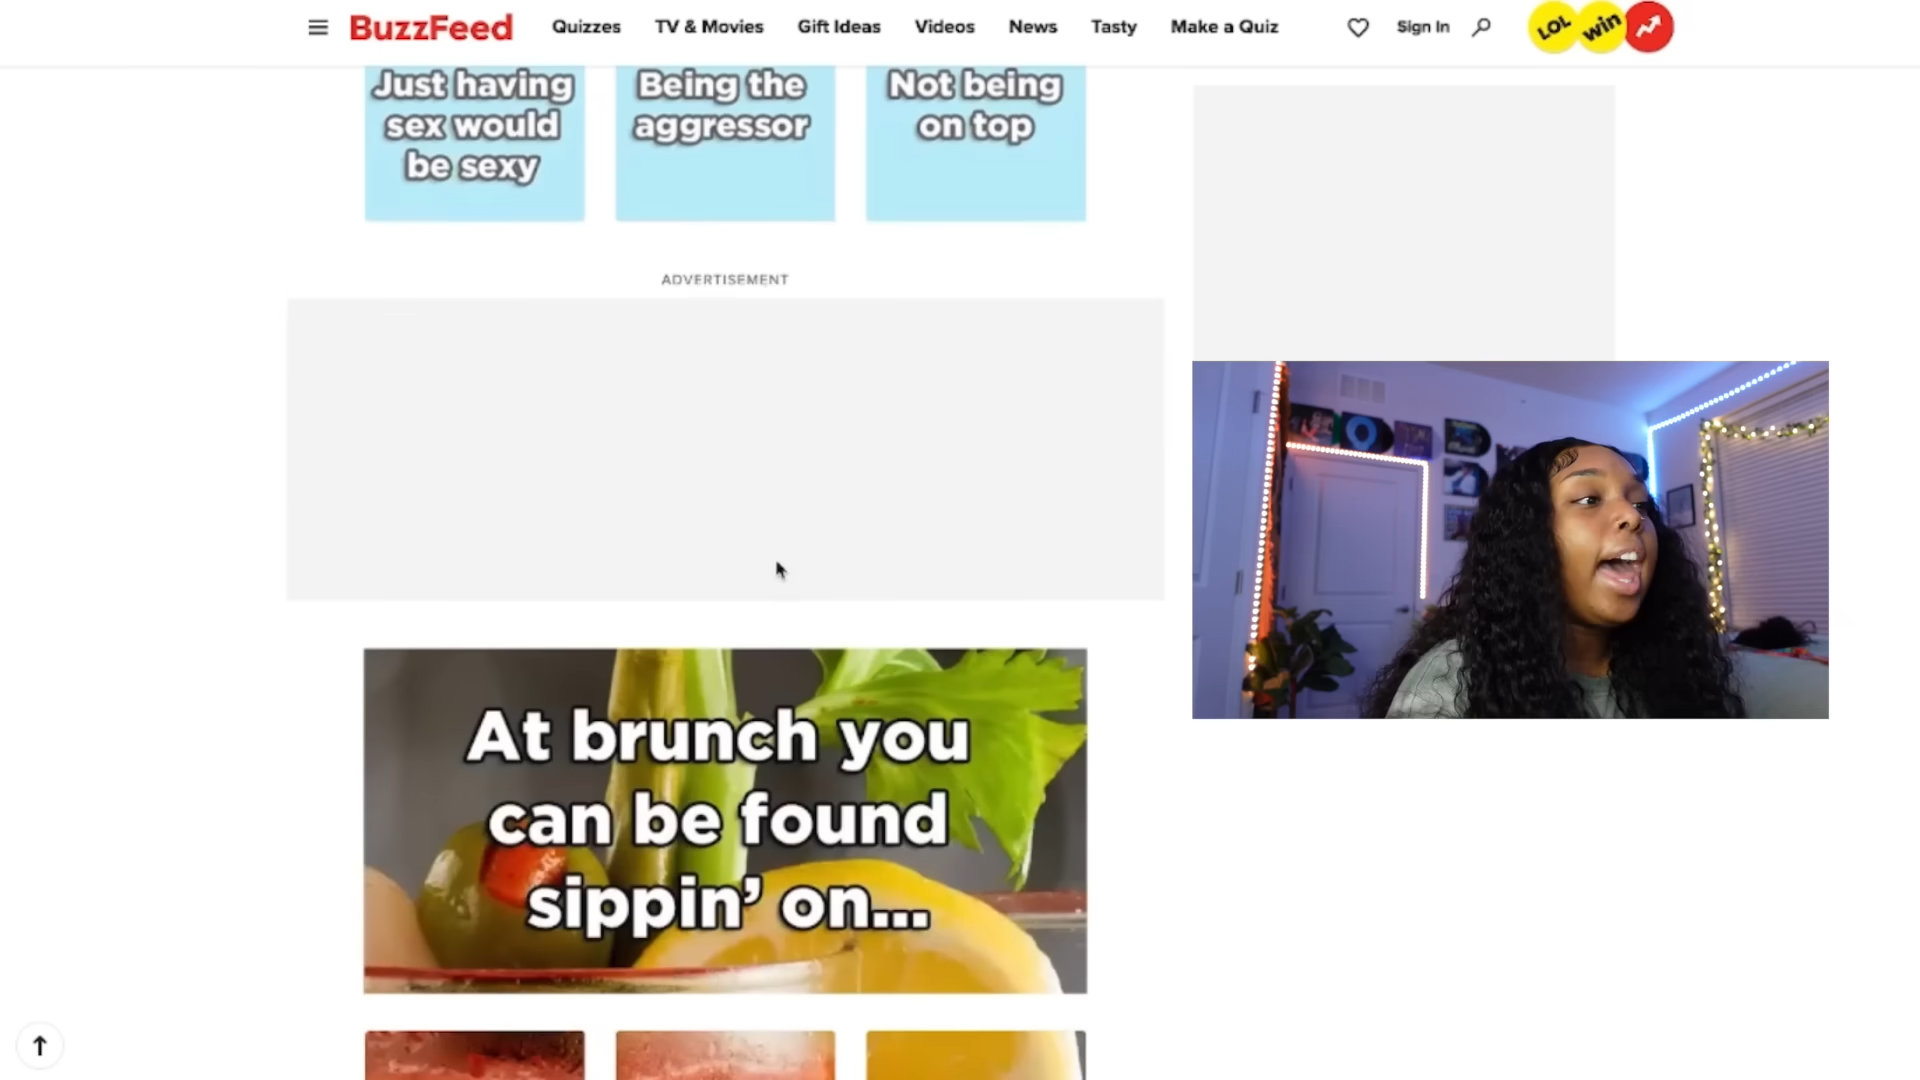 BuzzFeed Quizzes TV & Movies Gift Ideas Videos News Tasty Make a Quiz Sign In LOL win
Just having
sex would
be sexy
Being the
aggressor
Not being
on top
ADVERTISEMENT
At brunch you
can be found
sippin’ on...